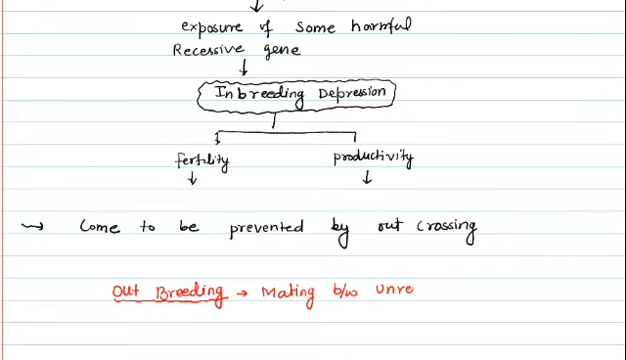 ↓
exposure of some harmful
Recessive gene
↓
Inbreeding Depression
fertility productivity
↓ ↓
⇝ Come to be prevented by out crossing
Out Breeding → Mating b/w unre